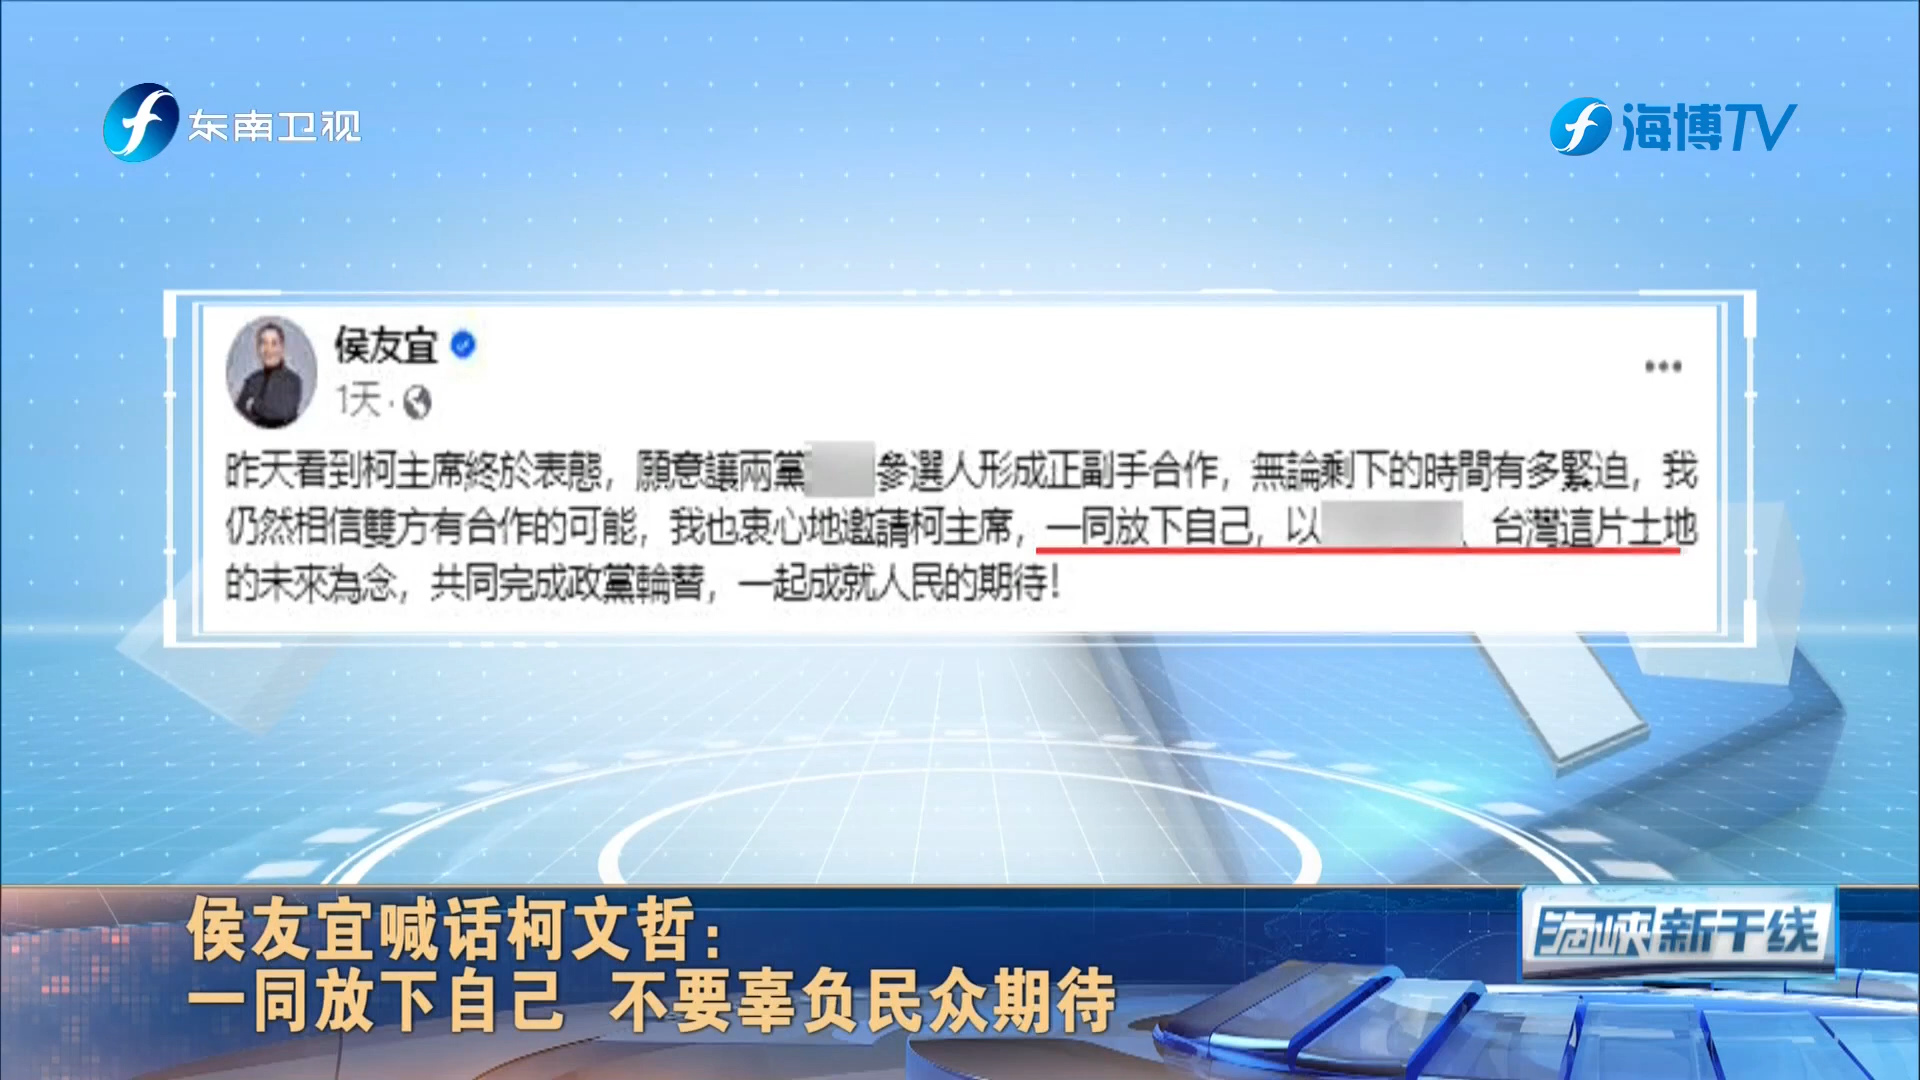 东南卫视
海博TV
侯友宜
1天
昨天看到柯主席終於表態，願意讓兩黨 參選人形成正副手合作，無論剩下的時間有多緊迫，我
仍然相信雙方有合作的可能，我也衷心地邀請柯主席，一同放下自己，以 、台灣這片土地
的未來為念，共同完成政黨輪替，一起成就人民的期待！
侯友宜喊话柯文哲：
一同放下自己 不要辜负民众期待
海峡新干线